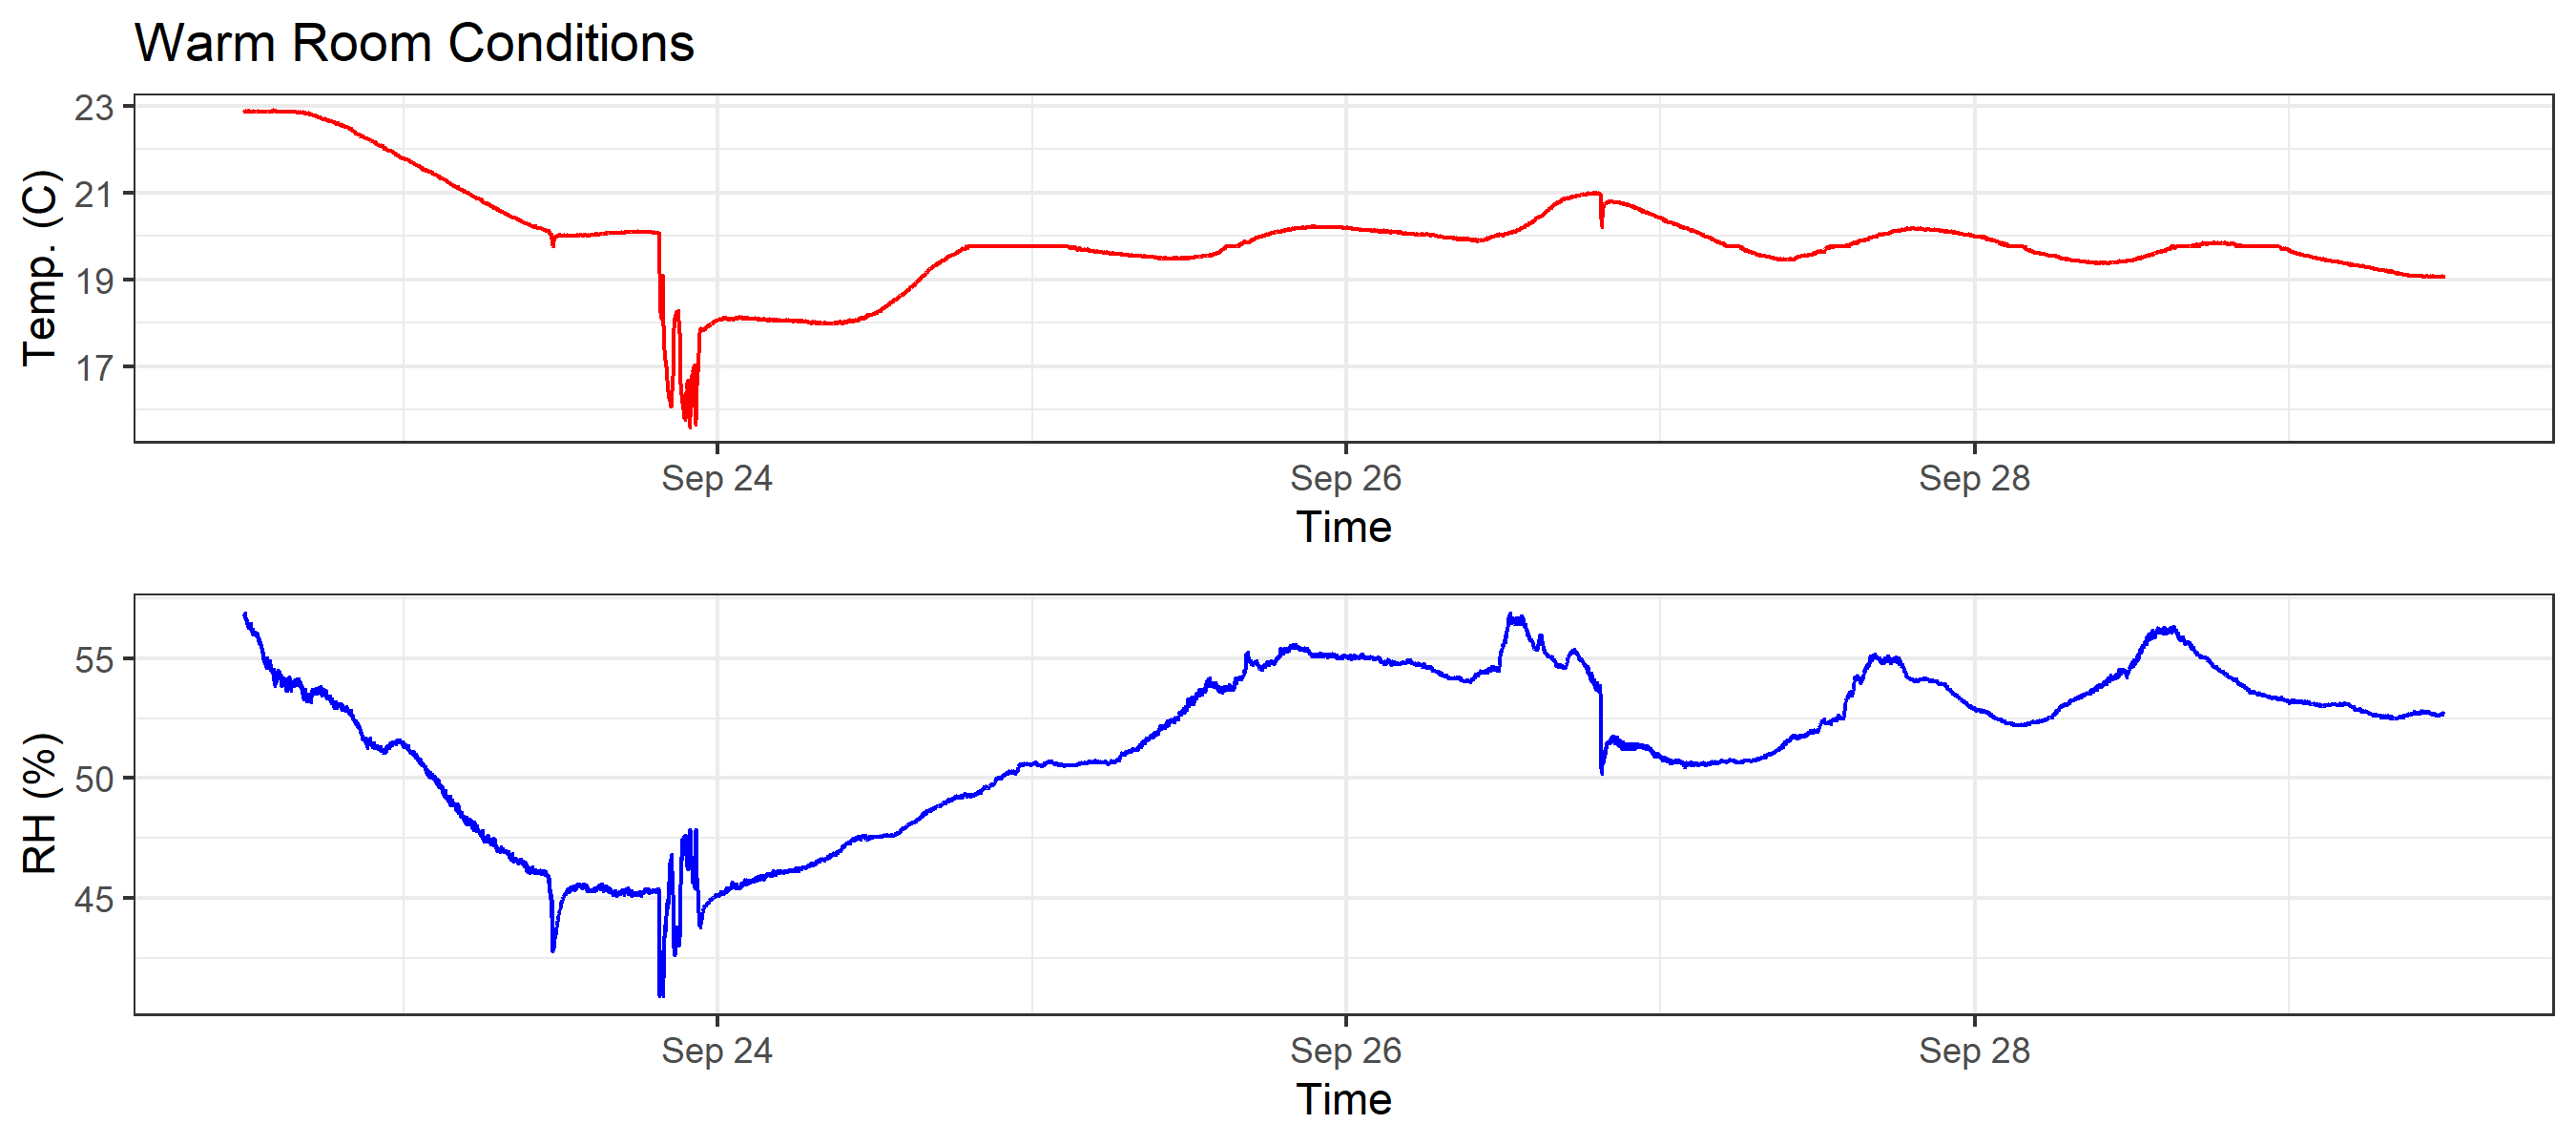 Warm Room Conditions
Temp. (C)
23
21
19
17
Sep 24 Sep 26 Sep 28
Time
RH (%)
55
50
45
Sep 24 Sep 26 Sep 28
Time